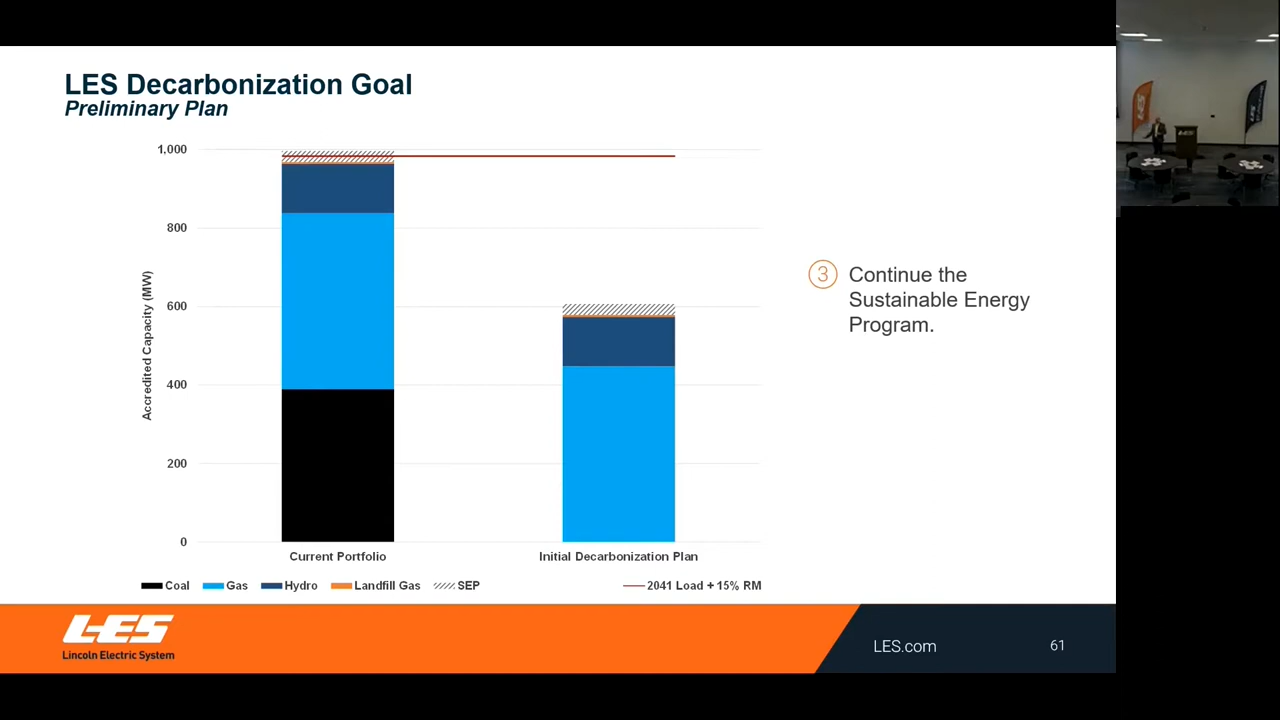 LES Decarbonization Goal
Preliminary Plan
1,000
800
600
400
200
0
Accredited Capacity (MW)
Current Portfolio
Initial Decarbonization Plan
Coal
Gas
Hydro
Landfill Gas
SEP
2041 Load + 15% RM
3
Continue the
Sustainable Energy
Program.
LES
Lincoln Electric System
LES.com
61
LES
LES